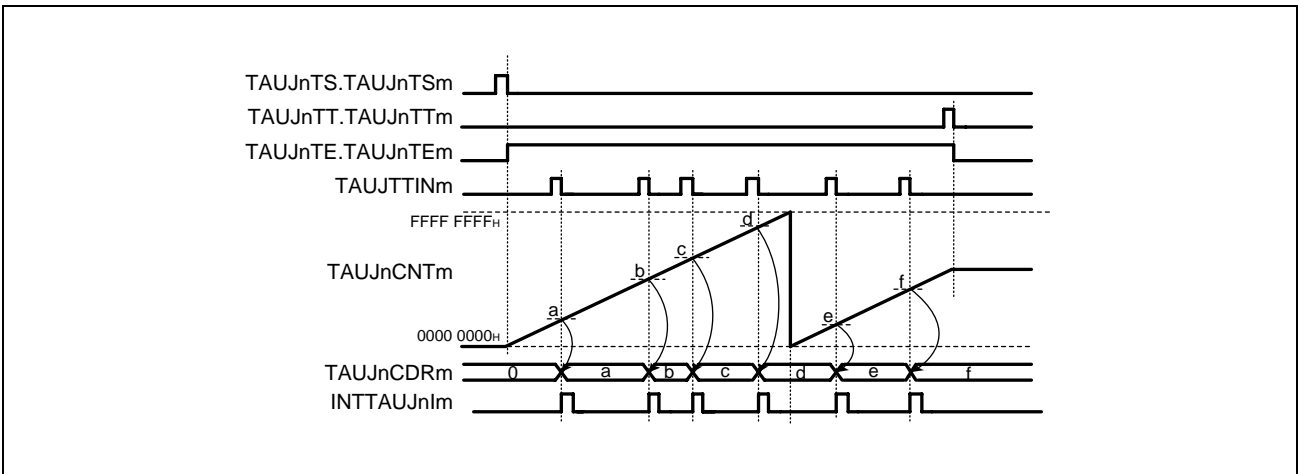 TAUJnTS.TAUJnTSm
TAUJnTT.TAUJnTTm
TAUJnTE.TAUJnTEm
TAUJTTINm
FFFF FFFFH
d
c
TAUJnCNTm
b
f
a
e
0000 0000H
TAUJnCDRm 0 a b c d e f
INTTAUJnIm